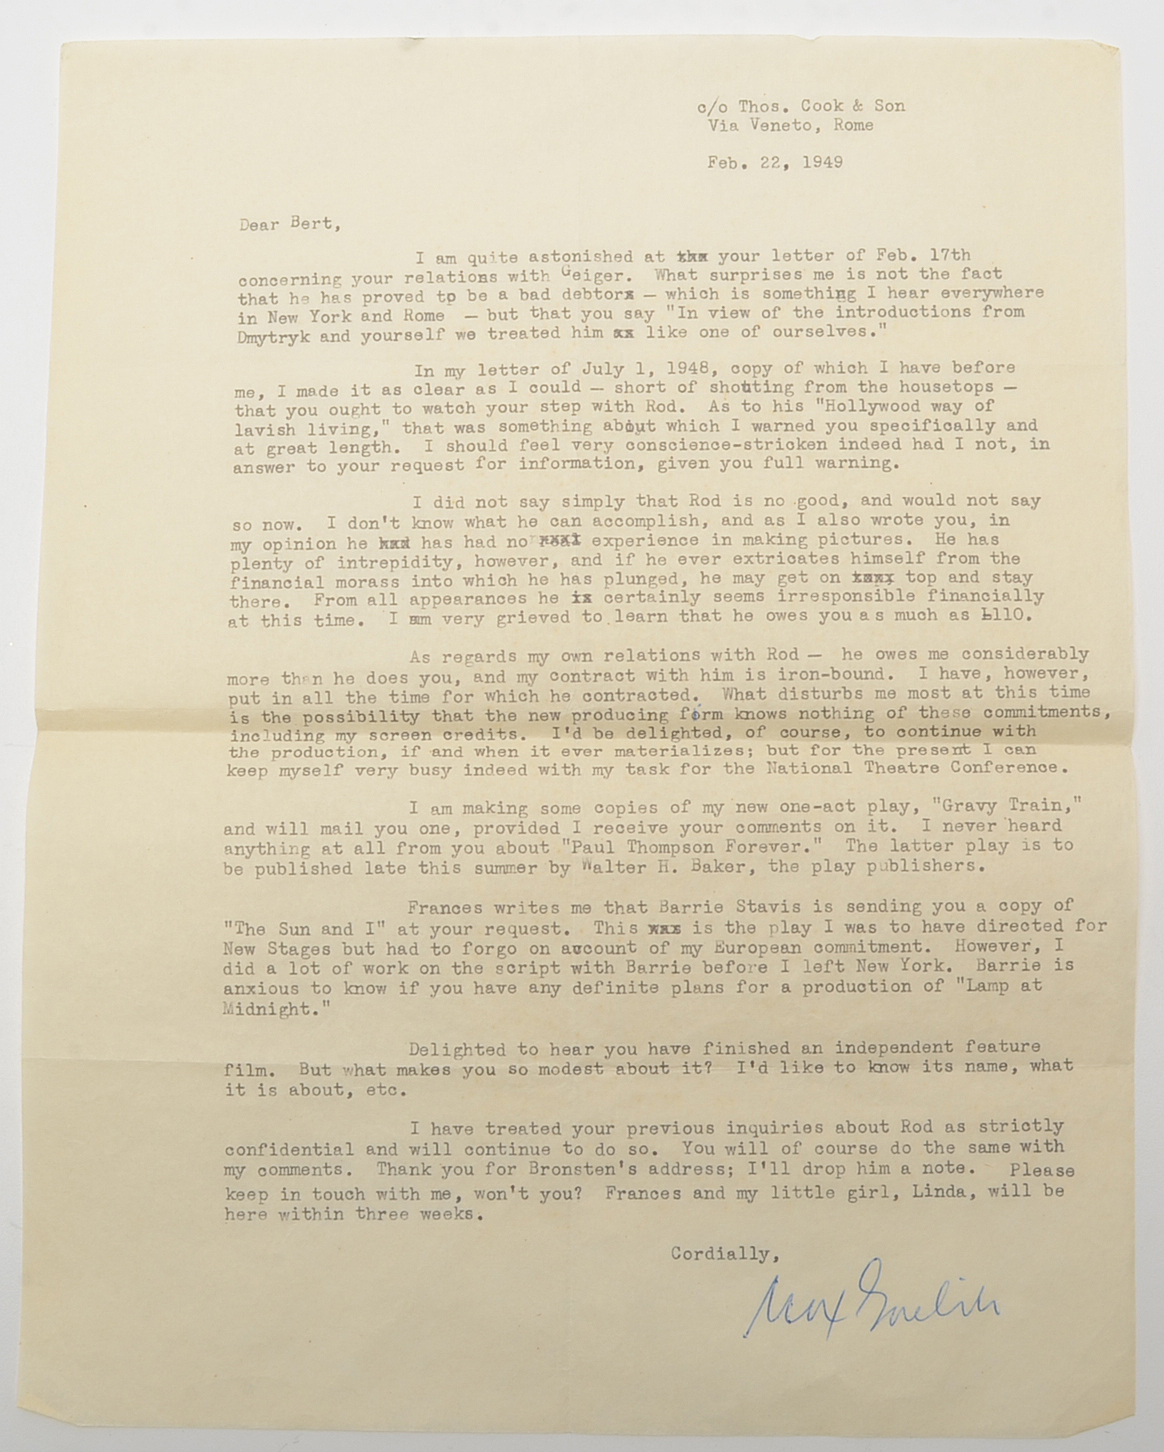 c/o Thos. Cook & Son
Via Veneto, Rome
Feb. 22, 1949
Dear Bert,
I am quite astonished at your letter of Feb. 17th
concerning your relations with Geiger. What surprises me is not the fact
that he has proved to be a bad debtor — which is something I hear everywhere
in New York and Rome — but that you say "In view of the introductions from
Dmytryk and yourself we treated him like one of ourselves."
In my letter of July 1, 1948, copy of which I have before
me, I made it as clear as I could — short of shouting from the housetops —
that you ought to watch your step with Rod. As to his "Hollywood way of
lavish living," that was something about which I warned you specifically and
at great length. I should feel very conscience-stricken indeed had I not, in
answer to your request for information, given you full warning.
I did not say simply that Rod is no good, and would not say
so now. I don't know what he can accomplish, and as I also wrote you, in
my opinion he has had no experience in making pictures. He has
plenty of intrepidity, however, and if he ever extricates himself from the
financial morass into which he has plunged, he may get on top and stay
there. From all appearances he certainly seems irresponsible financially
at this time. I am very grieved to learn that he owes you as much as Ł110.
As regards my own relations with Rod — he owes me considerably
more than he does you, and my contract with him is iron-bound. I have, however,
put in all the time for which he contracted. What disturbs me most at this time
is the possibility that the new producing firm knows nothing of these commitments,
including my screen credits. I'd be delighted, of course, to continue with
the production, if and when it ever materializes; but for the present I can
keep myself very busy indeed with my task for the National Theatre Conference.
I am making some copies of my new one-act play, "Gravy Train,"
and will mail you one, provided I receive your comments on it. I never heard
anything at all from you about "Paul Thompson Forever." The latter play is to
be published late this summer by Walter H. Baker, the play publishers.
Frances writes me that Barrie Stavis is sending you a copy of
"The Sun and I" at your request. This is the play I was to have directed for
New Stages but had to forgo on account of my European commitment. However, I
did a lot of work on the script with Barrie before I left New York. Barrie is
anxious to know if you have any definite plans for a production of "Lamp at
Midnight."
Delighted to hear you have finished an independent feature
film. But what makes you so modest about it? I'd like to know its name, what
it is about, etc.
I have treated your previous inquiries about Rod as strictly
confidential and will continue to do so. You will of course do the same with
my comments. Thank you for Bronsten's address; I'll drop him a note. Please
keep in touch with me, won't you? Frances and my little girl, Linda, will be
here within three weeks.
Cordially,
Max